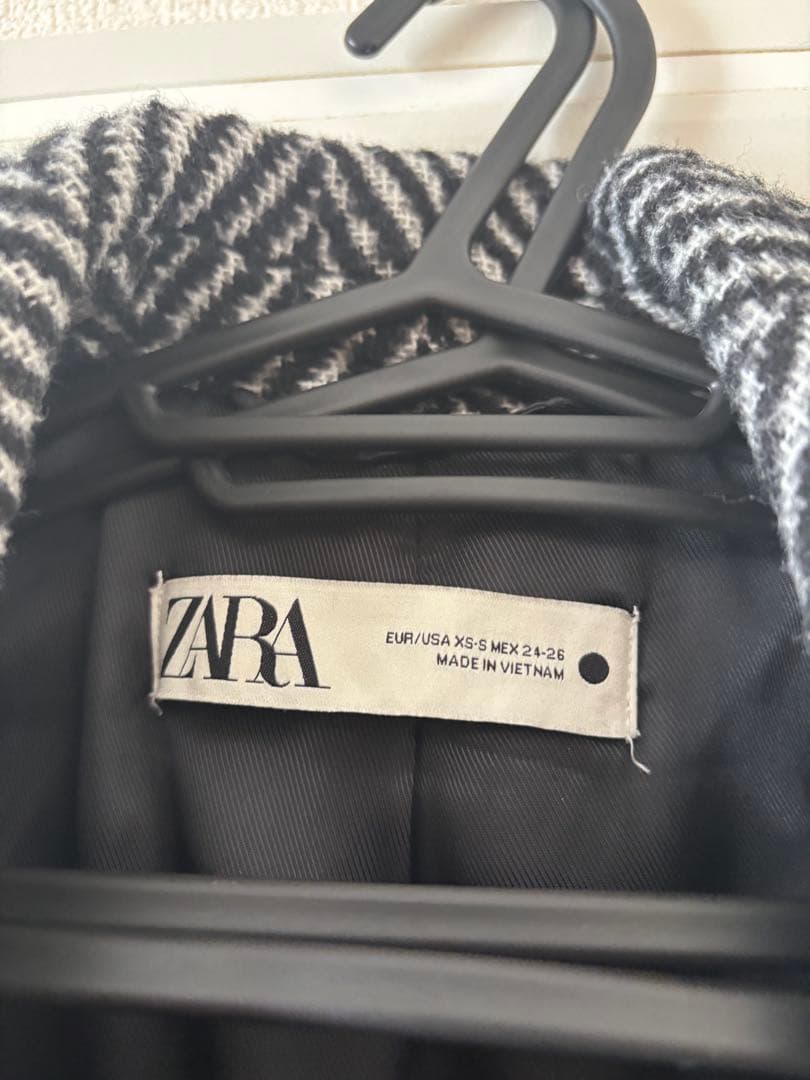 ZARA
EUR/USA XS-S MEX 24-26
MADE IN VIETNAM